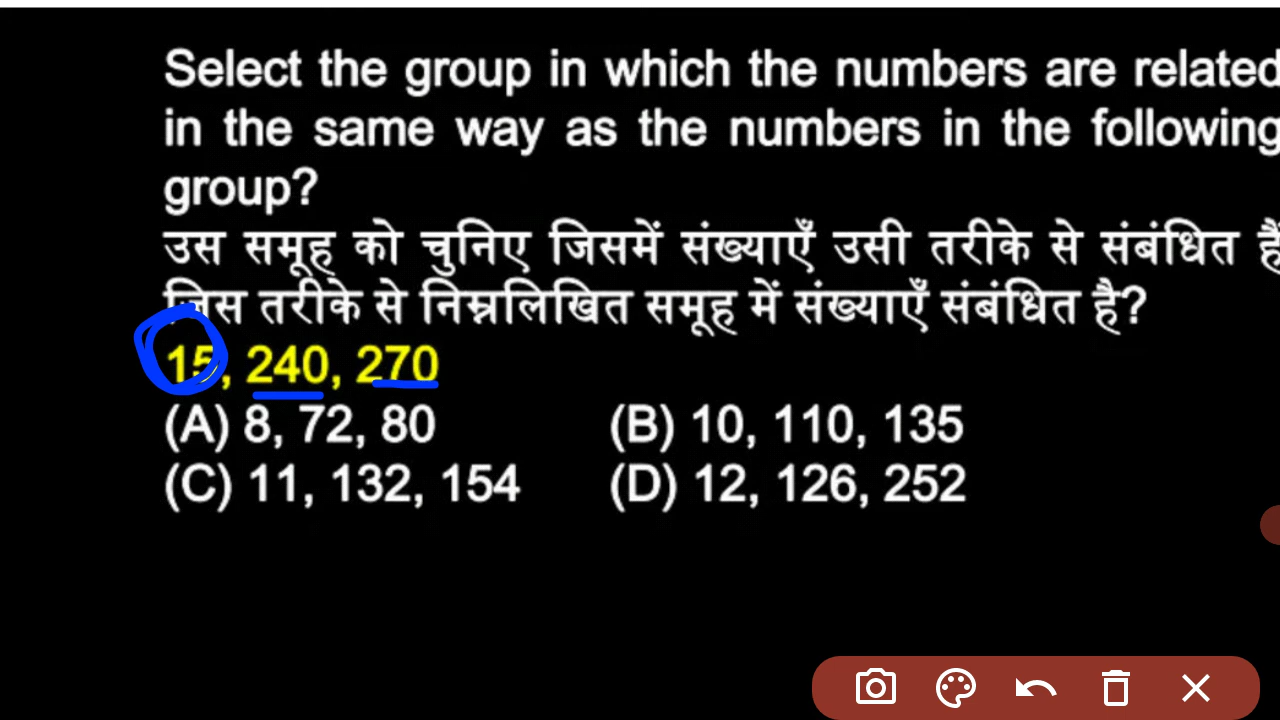 Select the group in which the numbers are related
in the same way as the numbers in the following
group?
उस समूह को चुनिए जिसमें संख्याएँ उसी तरीके से संबंधित है
जिस तरीके से निम्नलिखित समूह में संख्याएँ संबंधित है?
15, 240, 270
(A) 8, 72, 80 (B) 10, 110, 135
(C) 11, 132, 154 (D) 12, 126, 252